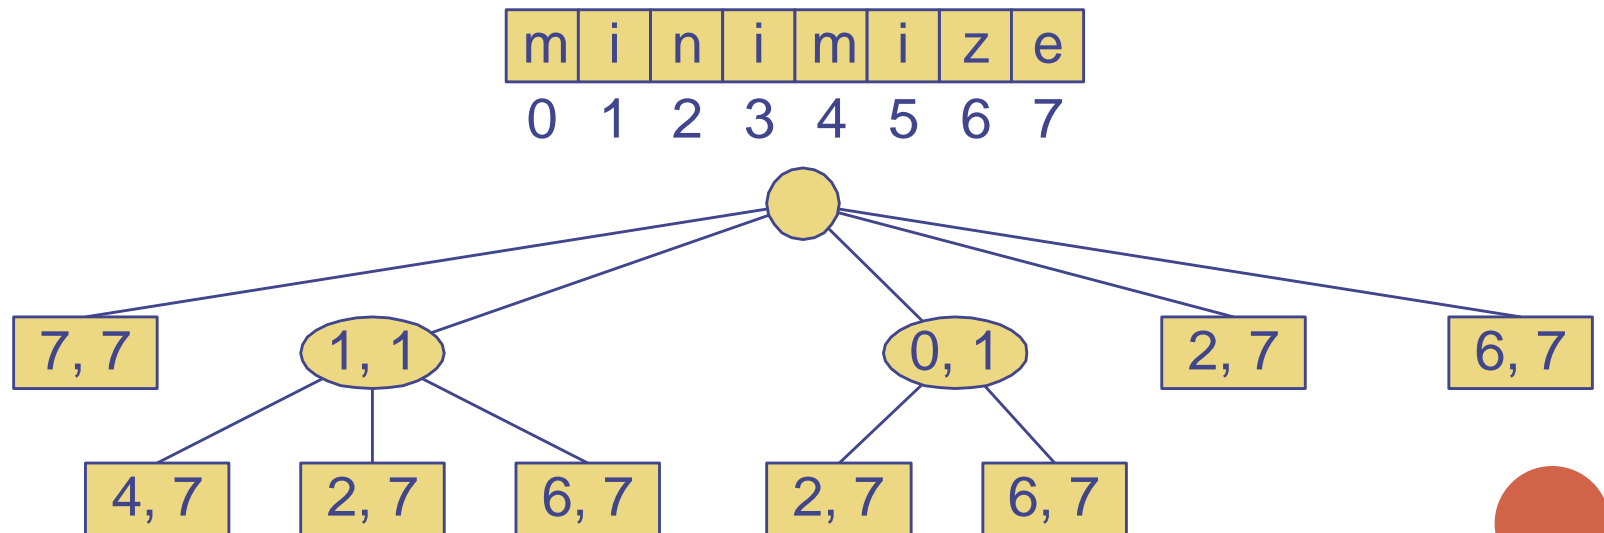 m i n i m i z e
0 1 2 3 4 5 6 7
7, 7 1, 1 0, 1 2, 7 6, 7
4, 7 2, 7 6, 7 2, 7 6, 7